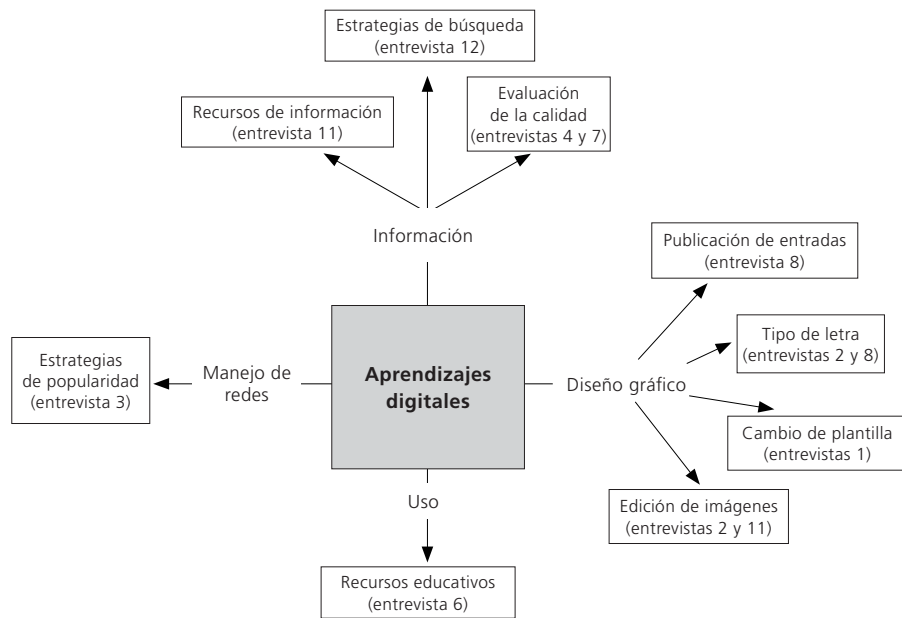 Estrategias de búsqueda
(entrevista 12)
Recursos de información
(entrevista 11)
Evaluación
de la calidad
(entrevistas 4 y 7)
Información
Publicación de entradas
(entrevista 8)
Tipo de letra
(entrevistas 2 y 8)
Estrategias
de popularidad
(entrevista 3)
Manejo de
redes
Aprendizajes
digitales
Diseño gráfico
Cambio de plantilla
(entrevistas 1)
Edición de imágenes
(entrevistas 2 y 11)
Uso
Recursos educativos
(entrevista 6)